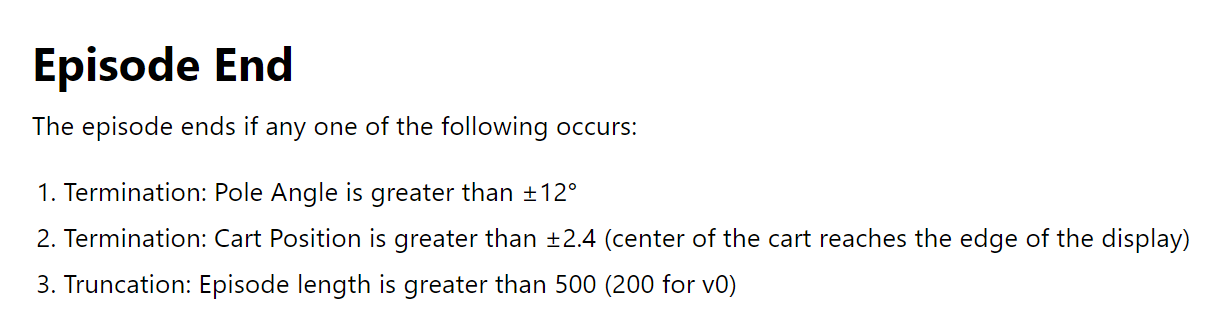 Episode End
The episode ends if any one of the following occurs:
1. Termination: Pole Angle is greater than ±12°
2. Termination: Cart Position is greater than ±2.4 (center of the cart reaches the edge of the display)
3. Truncation: Episode length is greater than 500 (200 for v0)